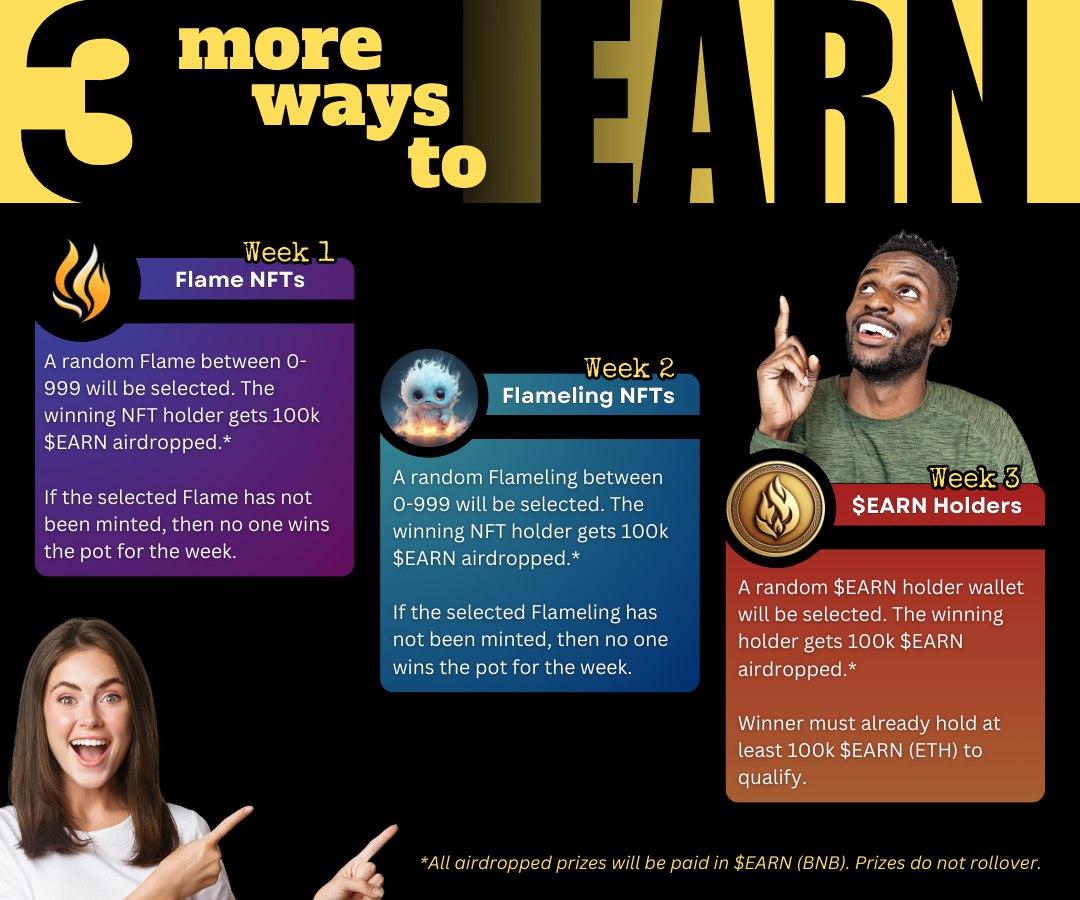 3 more
ways
to
EARN
Week 1
Flame NFTs
A random Flame between 0-
999 will be selected. The
winning NFT holder gets 100k
$EARN airdropped.*
If the selected Flame has not
been minted, then no one wins
the pot for the week.
Week 2
Flameling NFTs
A random Flameling between
0-999 will be selected. The
winning NFT holder gets 100k
$EARN airdropped.*
If the selected Flameling has
not been minted, then no one
wins the pot for the week.
Week 3
$EARN Holders
A random $EARN holder wallet
will be selected. The winning
holder gets 100k $EARN
airdropped.*
Winner must already hold at
least 100k $EARN (ETH) to
qualify.
*All airdropped prizes will be paid in $EARN (BNB). Prizes do not rollover.